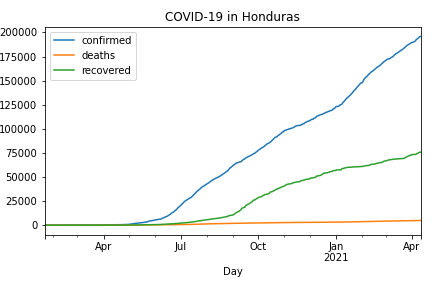 COVID-19 in Honduras
200000
175000
150000
125000
100000
75000
50000
25000
0
confirmed
deaths
recovered
Apr
Jul
Oct
Jan
2021
Apr
Day